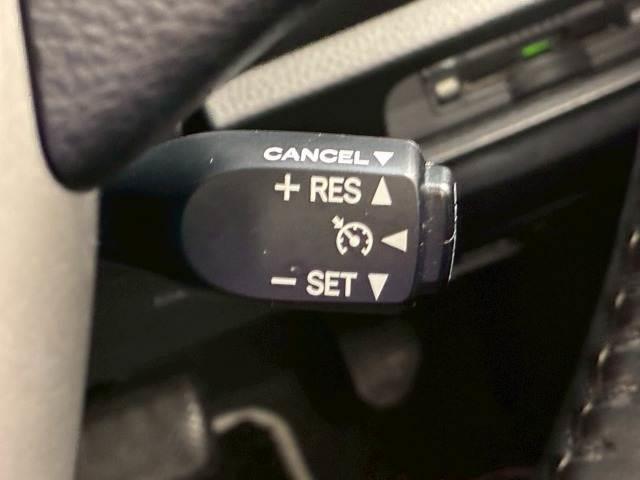 CANCEL▼
+ RES ▲
◀
− SET ▼